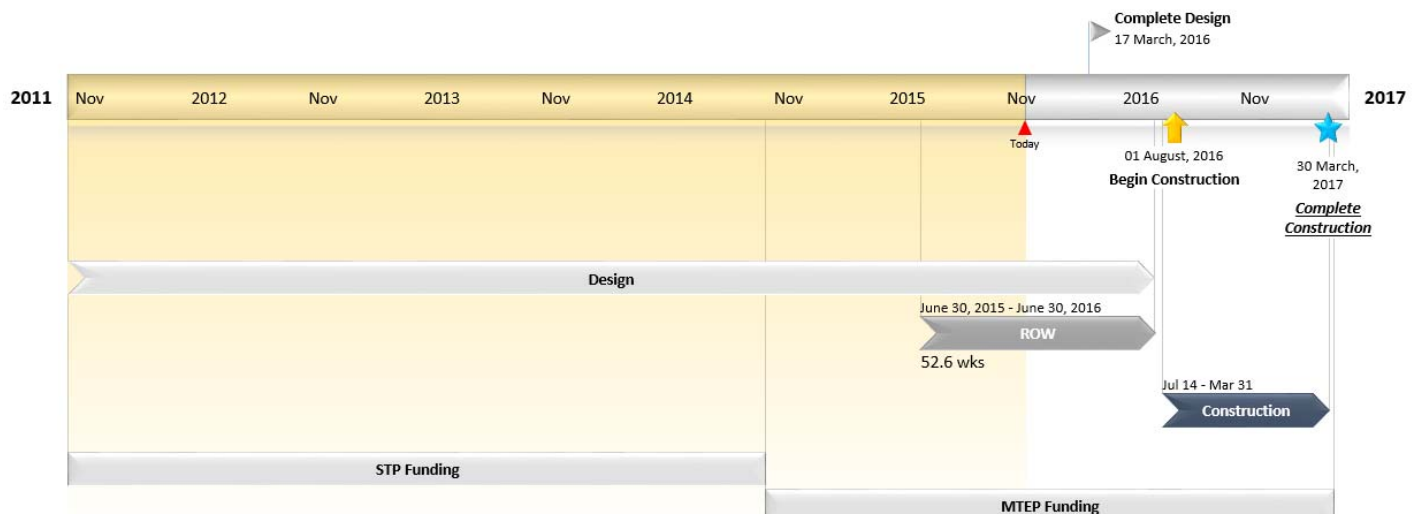 Complete Design
17 March, 2016
2011 Nov 2012 Nov 2013 Nov 2014 Nov 2015 Nov 2016 Nov 2017
Today
01 August, 2016
Begin Construction
30 March,
2017
Complete
Construction
Design
June 30, 2015 - June 30, 2016
ROW
52.6 wks
Jul 14 - Mar 31
Construction
STP Funding
MTEP Funding